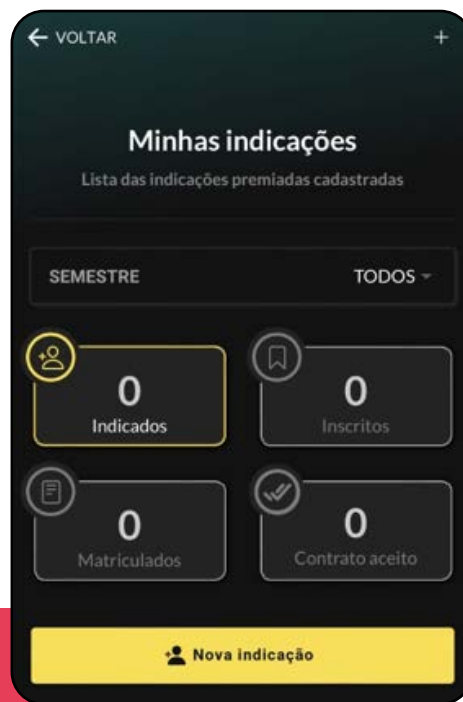 VOLTAR +
Minhas indicações
Lista das indicações premiadas cadastradas
SEMESTRE TODOS
0 0
Indicados Inscritos
0 0
Matriculados Contrato aceito
Nova indicação